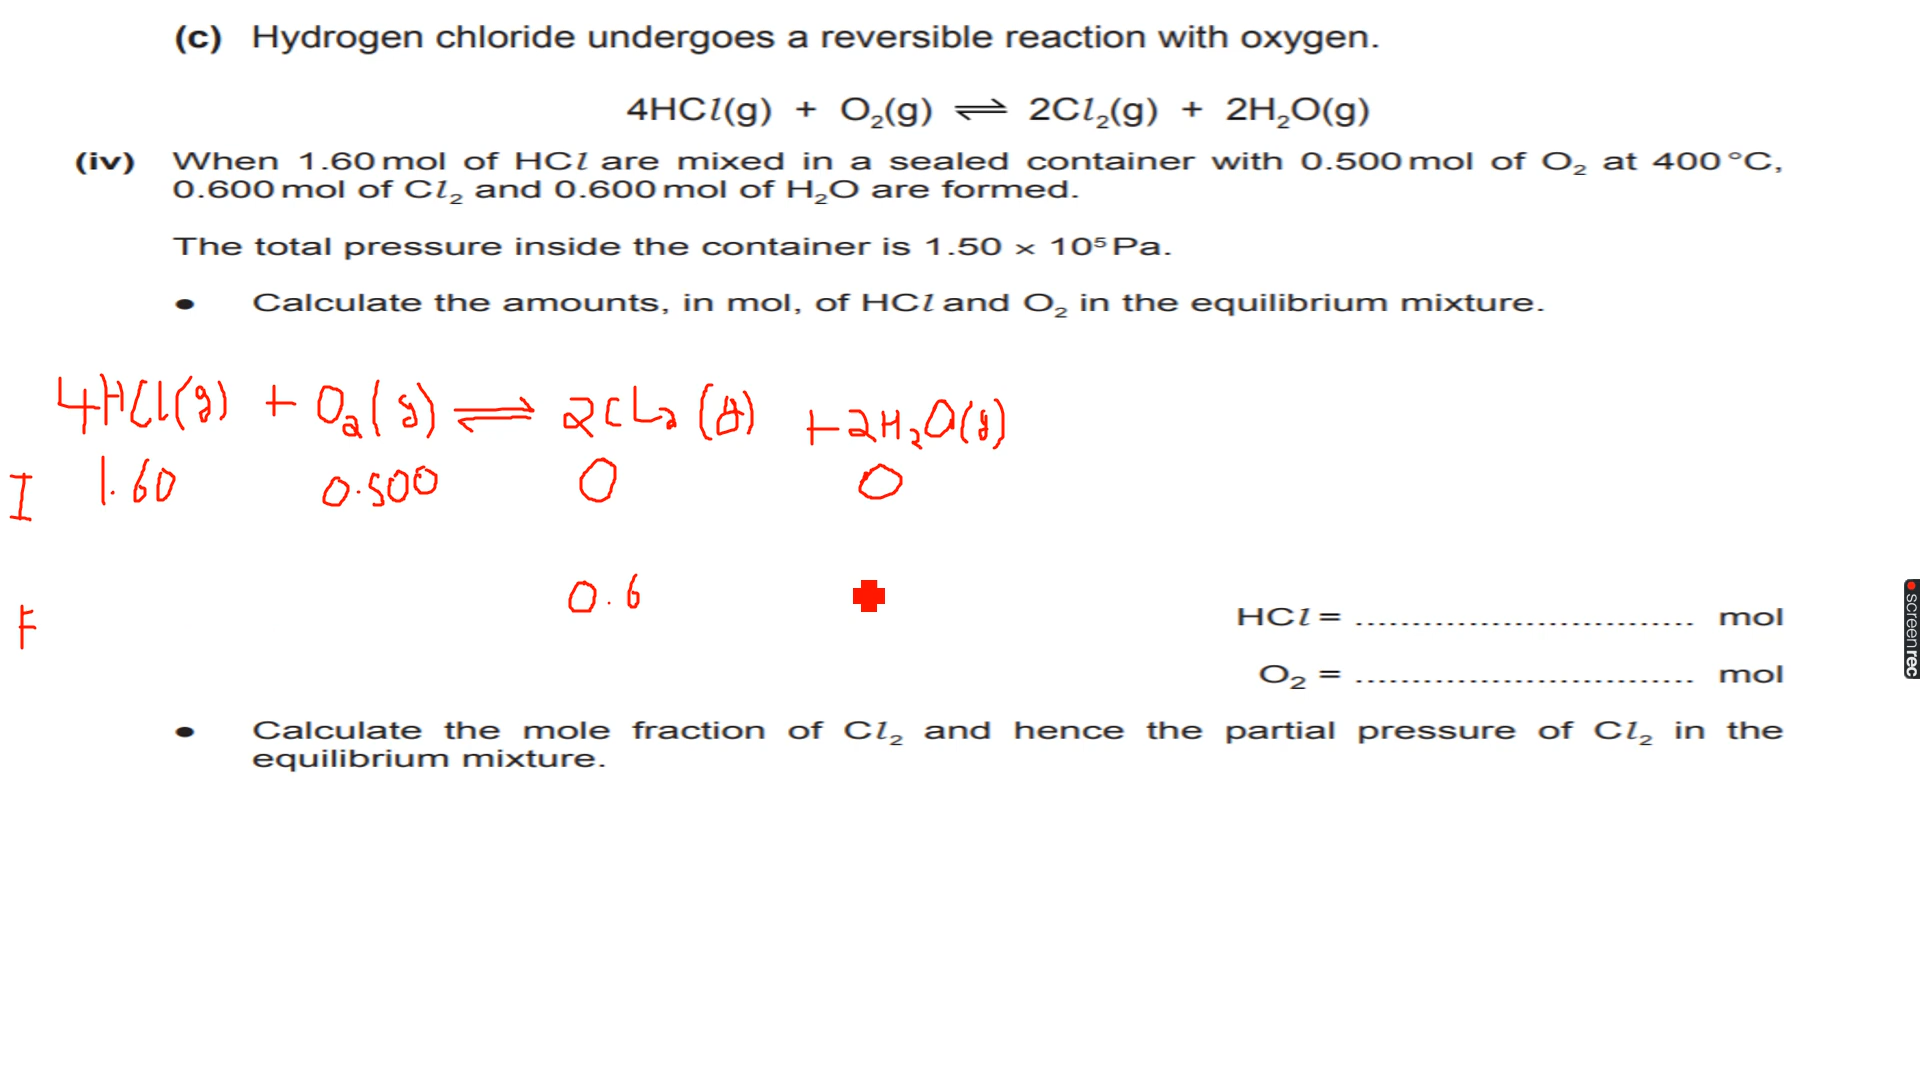 (c) Hydrogen chloride undergoes a reversible reaction with oxygen.
4HCl(g) + O₂(g) ⇌ 2Cl₂(g) + 2H₂O(g)
(iv) When 1.60 mol of HCl are mixed in a sealed container with 0.500 mol of O₂ at 400 °C,
0.600 mol of Cl₂ and 0.600 mol of H₂O are formed.
The total pressure inside the container is 1.50 × 10⁵ Pa.
• Calculate the amounts, in mol, of HCl and O₂ in the equilibrium mixture.
4HCl(g) + O₂(g) ⇌ 2CL₂(g) + 2H₂O(g)
I 1.60 0.500 0 0
F 0.6
HCl = .............................. mol
O₂ = .............................. mol
• Calculate the mole fraction of Cl₂ and hence the partial pressure of Cl₂ in the
equilibrium mixture.
screenrec